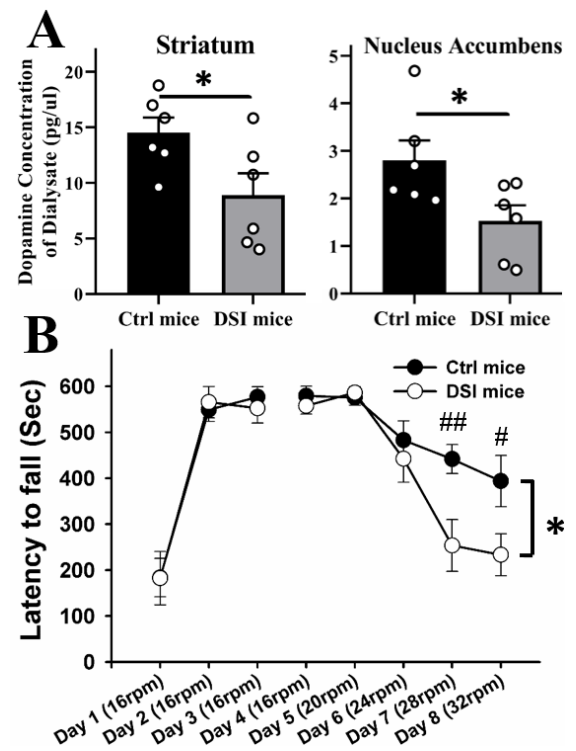 A
Striatum
Dopamine Concentration
of Dialysate (pg/ul)
20
15
10
5
0
*
Ctrl mice DSI mice
Nucleus Accumbens
5
4
3
2
1
0
*
Ctrl mice DSI mice
B
Latency to fall (Sec)
600
500
400
300
200
100
0
Ctrl mice
DSI mice
##
#
*
Day 1 (16rpm)
Day 2 (16rpm)
Day 3 (16rpm)
Day 4 (16rpm)
Day 5 (20rpm)
Day 6 (24rpm)
Day 7 (28rpm)
Day 8 (32rpm)